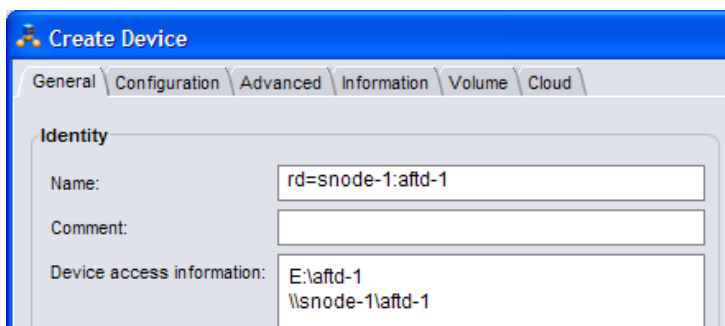 Create Device
General Configuration Advanced Information Volume Cloud
Identity
Name: rd=snode-1:aftd-1
Comment:
Device access information: E:\aftd-1
\\snode-1\aftd-1